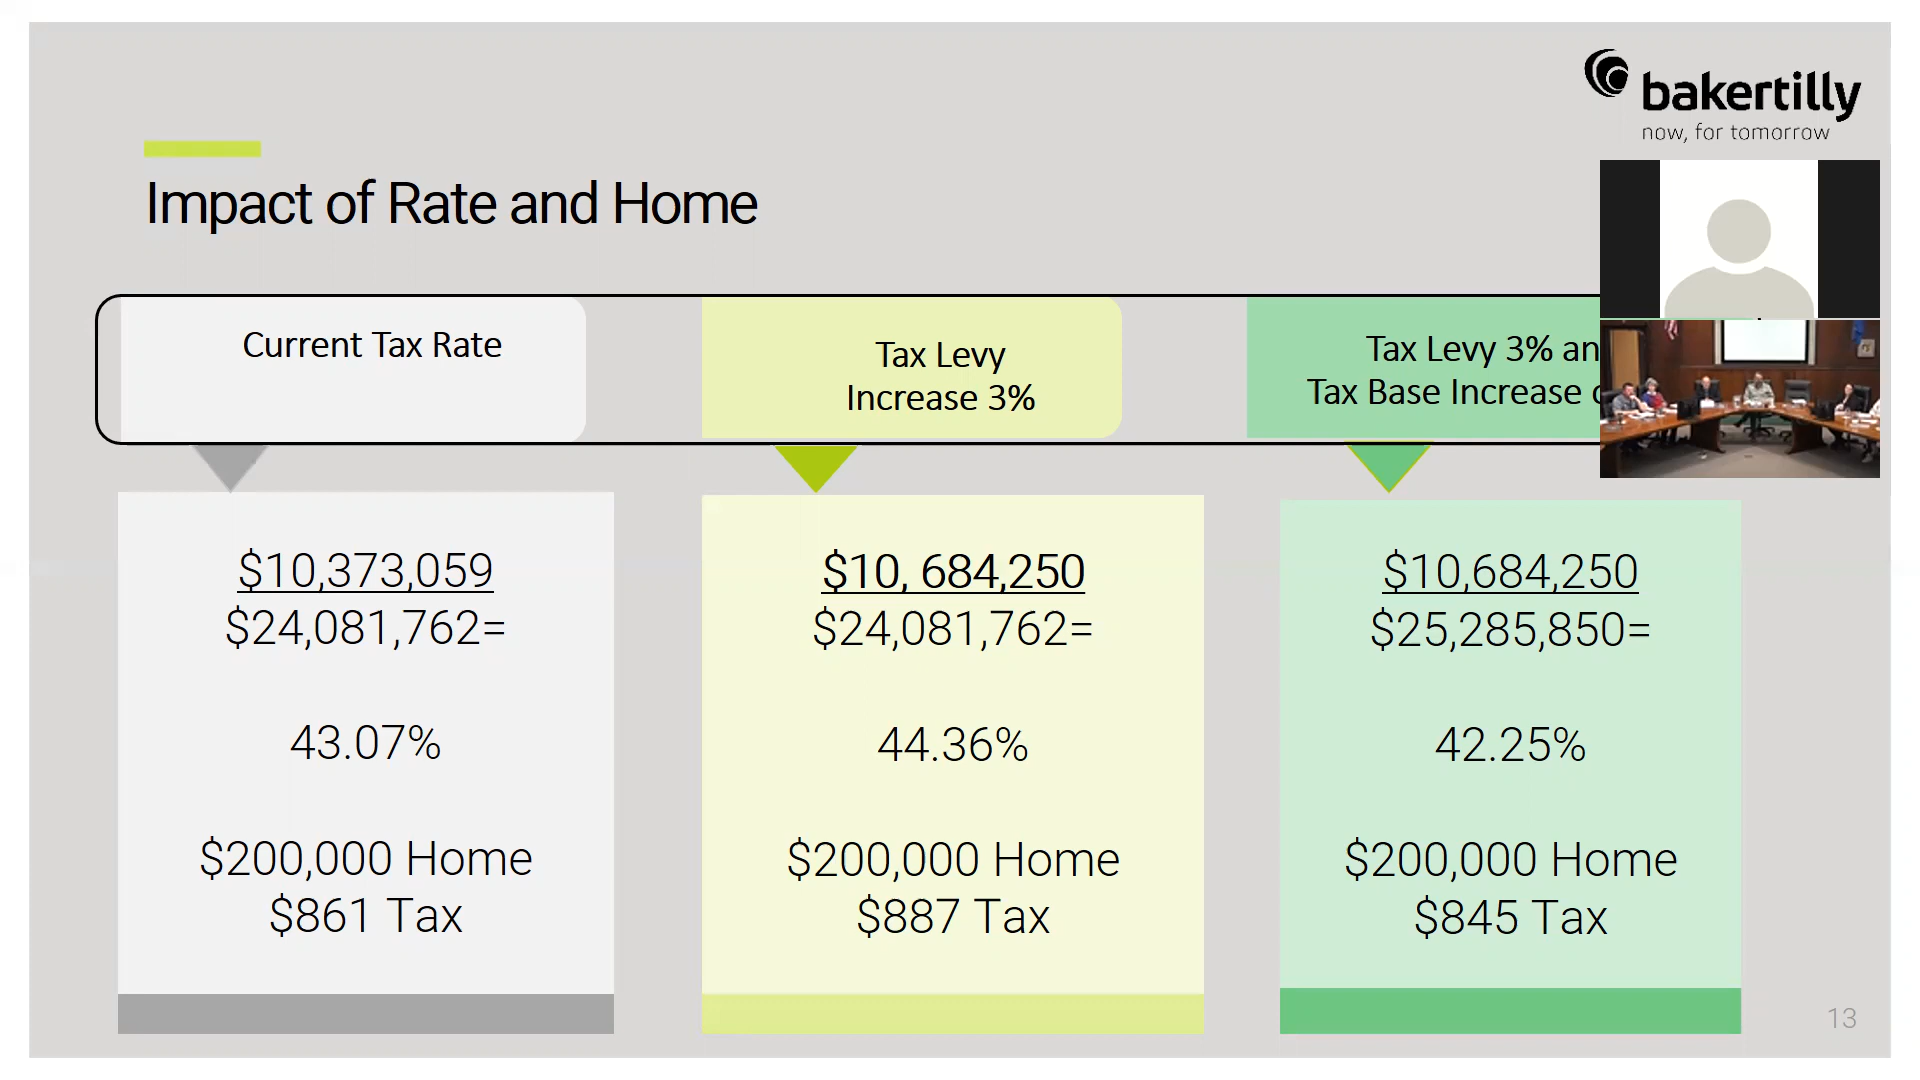 bakertilly
now, for tomorrow
Impact of Rate and Home
Current Tax Rate
$10,373,059
$24,081,762=
43.07%
$200,000 Home
$861 Tax
Tax Levy
Increase 3%
$10, 684,250
$24,081,762=
44.36%
$200,000 Home
$887 Tax
Tax Levy 3% an
Tax Base Increase
$10,684,250
$25,285,850=
42.25%
$200,000 Home
$845 Tax
13